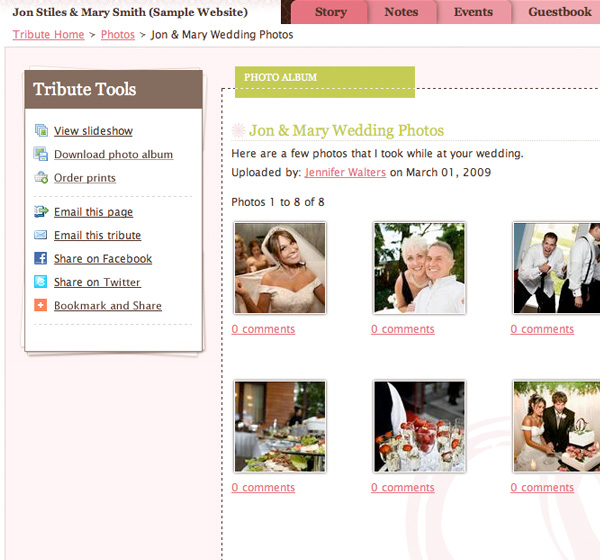 Jon Stiles & Mary Smith (Sample Website)
Story
Notes
Events
Guestbook
Tribute Home > Photos > Jon & Mary Wedding Photos
Tribute Tools
View slideshow
Download photo album
Order prints
Email this page
Email this tribute
Share on Facebook
Share on Twitter
Bookmark and Share
PHOTO ALBUM
Jon & Mary Wedding Photos
Here are a few photos that I took while at your wedding.
Uploaded by: Jennifer Walters on March 01, 2009
Photos 1 to 8 of 8
0 comments
0 comments
0 comments
0 comments
0 comments
0 comments